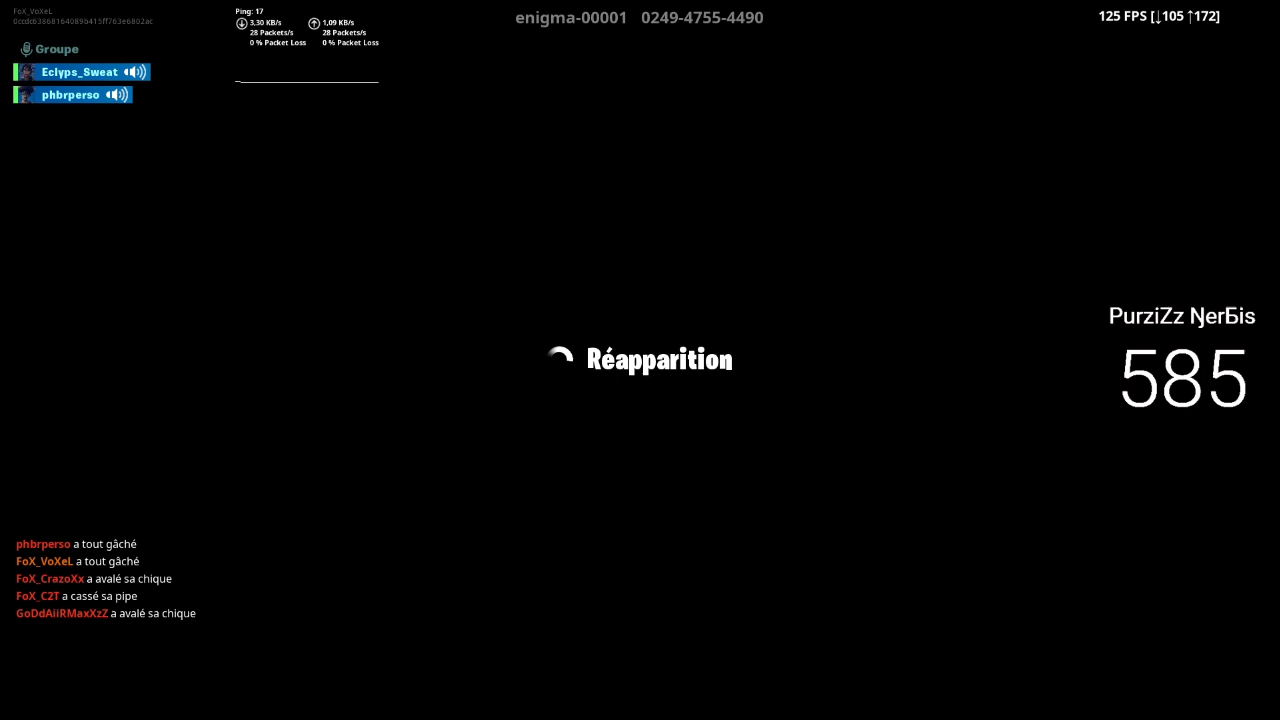 FoX_VoXeL
Ping: 17
3,30 KB/s
1,09 KB/s
28 Packets/s
28 Packets/s
0 % Packet Loss
0 % Packet Loss
enigma-00001 0249-4755-4490
125 FPS [↓105 ↑172]
Groupe
Eclyps_Sweat
phbrperso
PurziZz ŊerБis
585
Réapparition
phbrperso a tout gâché
FoX_VoXeL a tout gâché
FoX_CrazoXx a avalé sa chique
FoX_C2T a cassé sa pipe
GoDdAiiRMaxXzZ a avalé sa chique